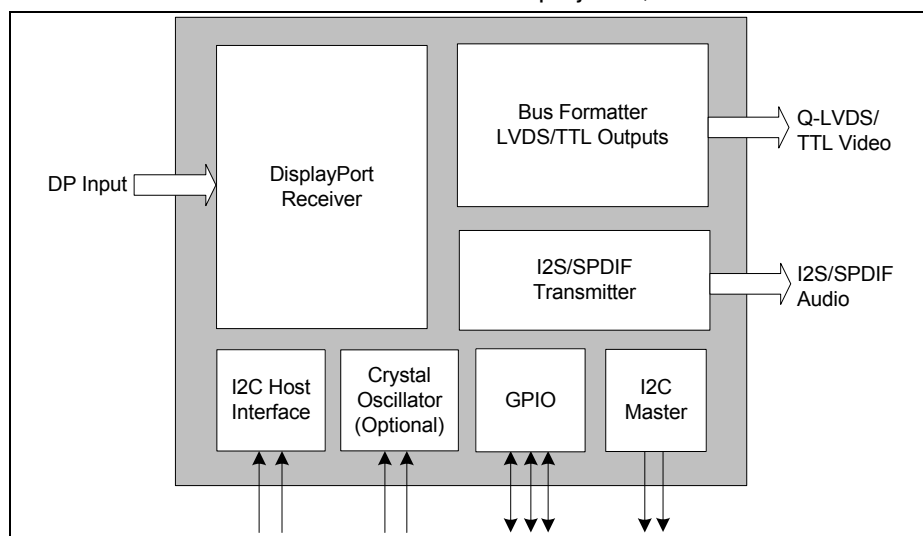 DP Input
DisplayPort
Receiver
Bus Formatter
LVDS/TTL Outputs
Q-LVDS/
TTL Video
I2S/SPDIF
Transmitter
I2S/SPDIF
Audio
I2C Host
Interface
Crystal
Oscillator
(Optional)
GPIO
I2C
Master